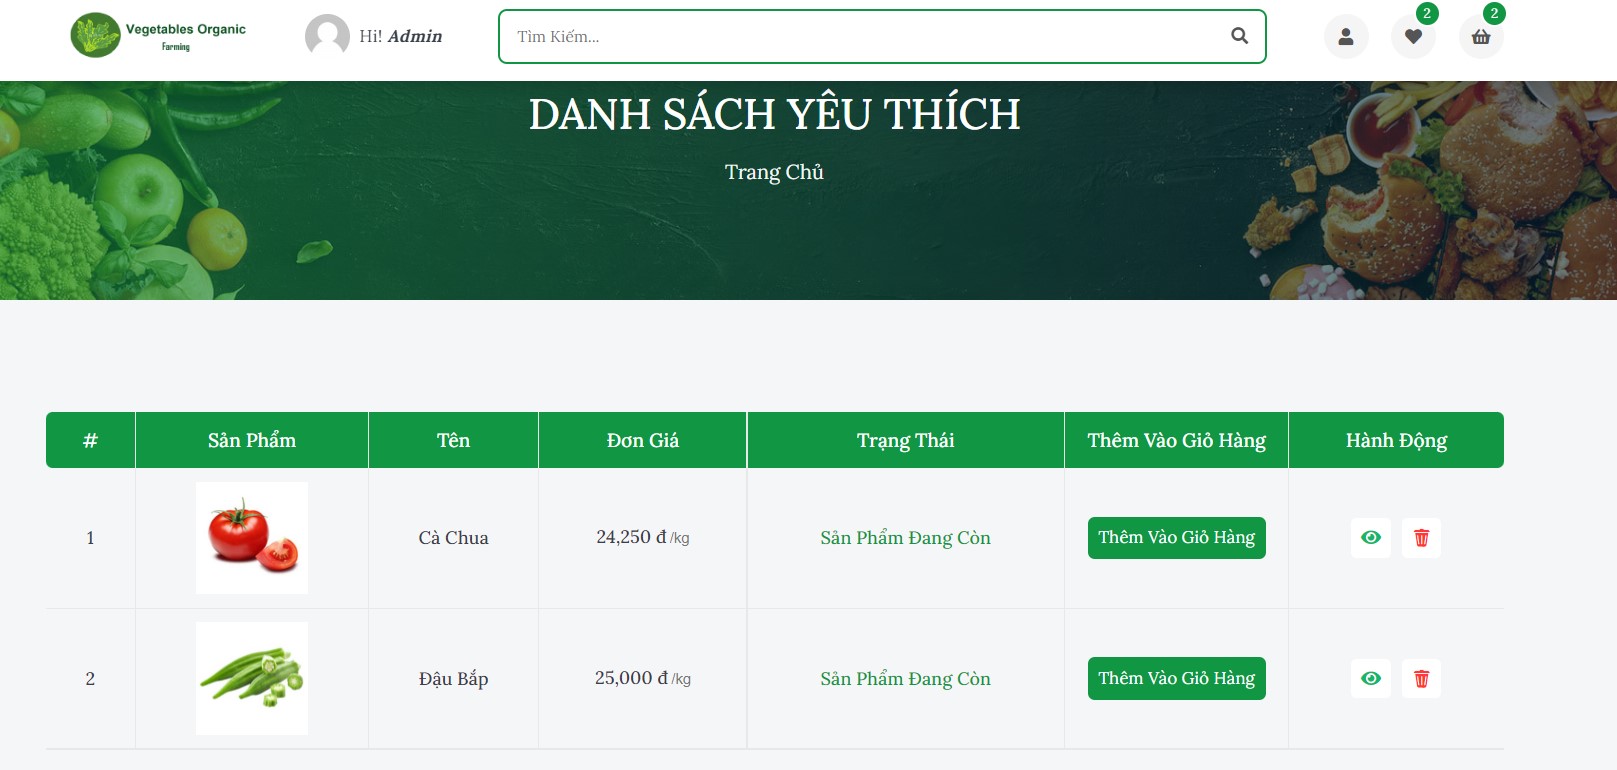 Vegetables Organic
Farming
Hi! Admin
Tìm Kiếm...
2
2
DANH SÁCH YÊU THÍCH
Trang Chủ
# Sản Phẩm Tên Đơn Giá Trạng Thái Thêm Vào Giỏ Hàng Hành Động
1 Cà Chua 24,250 đ /kg Sản Phẩm Đang Còn Thêm Vào Giỏ Hàng
2 Đậu Bắp 25,000 đ /kg Sản Phẩm Đang Còn Thêm Vào Giỏ Hàng